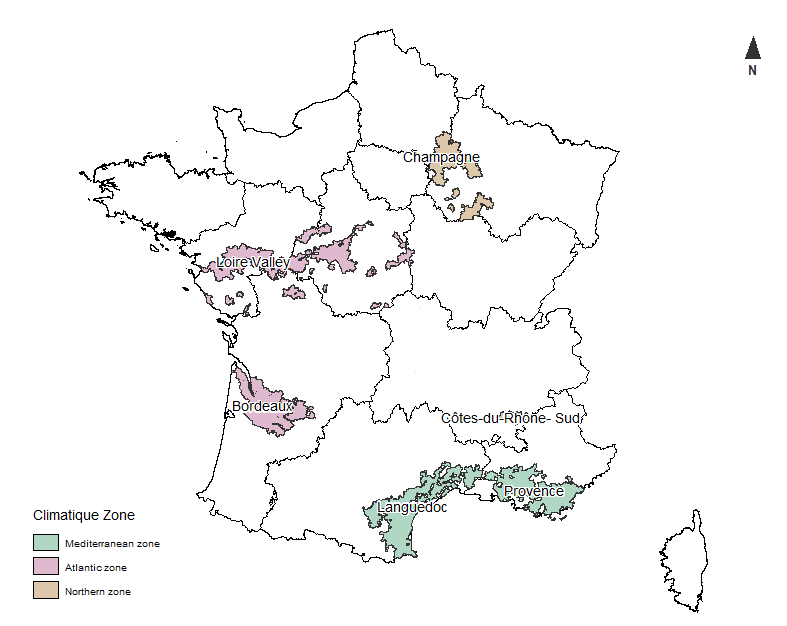 N
Champagne
Loire Valley
Bordeaux
Côtes-du-Rhône- Sud
Provence
Languedoc
Climatique Zone
Mediterranean zone
Atlantic zone
Northern zone